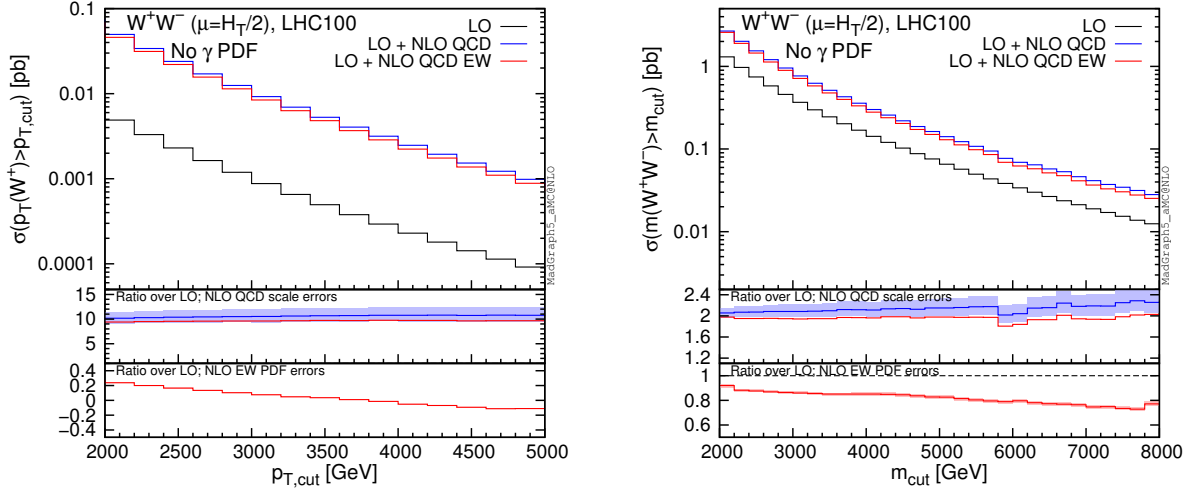 W⁺W⁻ (μ=H_T/2), LHC100
No γ PDF
LO
LO + NLO QCD
LO + NLO QCD EW
σ(p_T(W⁺)>p_T,cut) [pb]
0.1
0.01
0.001
0.0001
MadGraph5_aMC@NLO
Ratio over LO; NLO QCD scale errors
15
10
5
Ratio over LO; NLO EW PDF errors
0.4
0.2
0
−0.2
−0.4
2000 2500 3000 3500 4000 4500 5000
p_T,cut [GeV]
W⁺W⁻ (μ=H_T/2), LHC100
No γ PDF
LO
LO + NLO QCD
LO + NLO QCD EW
σ(m(W⁺W⁻)>m_cut) [pb]
1
0.1
0.01
MadGraph5_aMC@NLO
Ratio over LO; NLO QCD scale errors
2.4
2
1.6
1.2
Ratio over LO; NLO EW PDF errors
1
0.8
0.6
2000 3000 4000 5000 6000 7000 8000
m_cut [GeV]